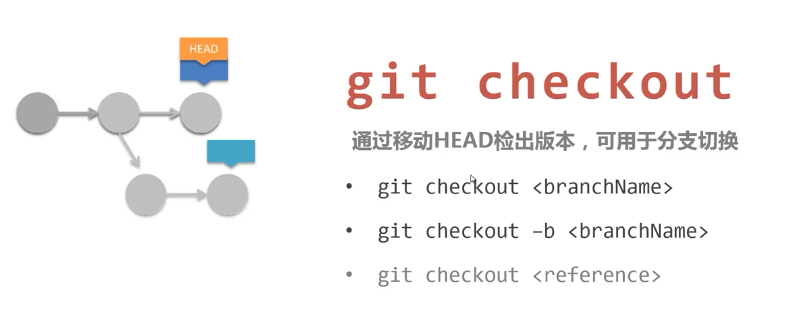 HEAD
git checkout
通过移动HEAD检出版本，可用于分支切换
• git checkout <branchName>
• git checkout –b <branchName>
• git checkout <reference>